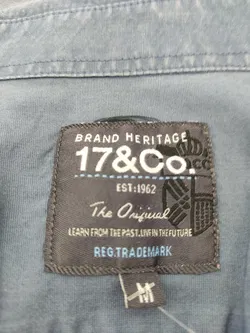 BRAND HERITAGE
17&Co.
EST:1962
The Original
LEARN FROM THE PAST, LIVE IN THE FUTURE
REG.TRADEMARK
M